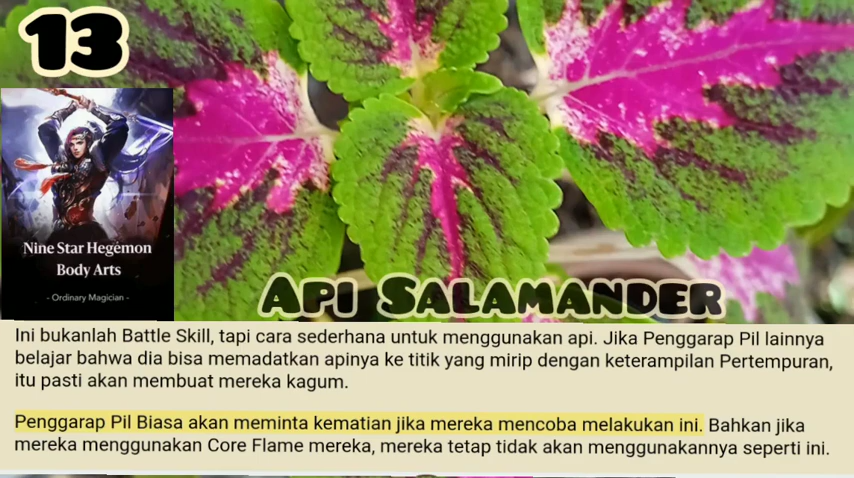 13
Nine Star Hegemon
Body Arts
- Ordinary Magician -
API SALAMANDER
Ini bukanlah Battle Skill, tapi cara sederhana untuk menggunakan api. Jika Penggarap Pil lainnya
belajar bahwa dia bisa memadatkan apinya ke titik yang mirip dengan keterampilan Pertempuran,
itu pasti akan membuat mereka kagum.
Penggarap Pil Biasa akan meminta kematian jika mereka mencoba melakukan ini. Bahkan jika
mereka menggunakan Core Flame mereka, mereka tetap tidak akan menggunakannya seperti ini.